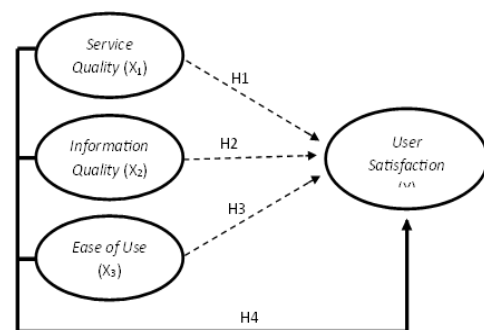 Service
Quality (X₁)
H1
Information
Quality (X₂)
H2
User
Satisfaction
H3
Ease of Use
(X₃)
H4